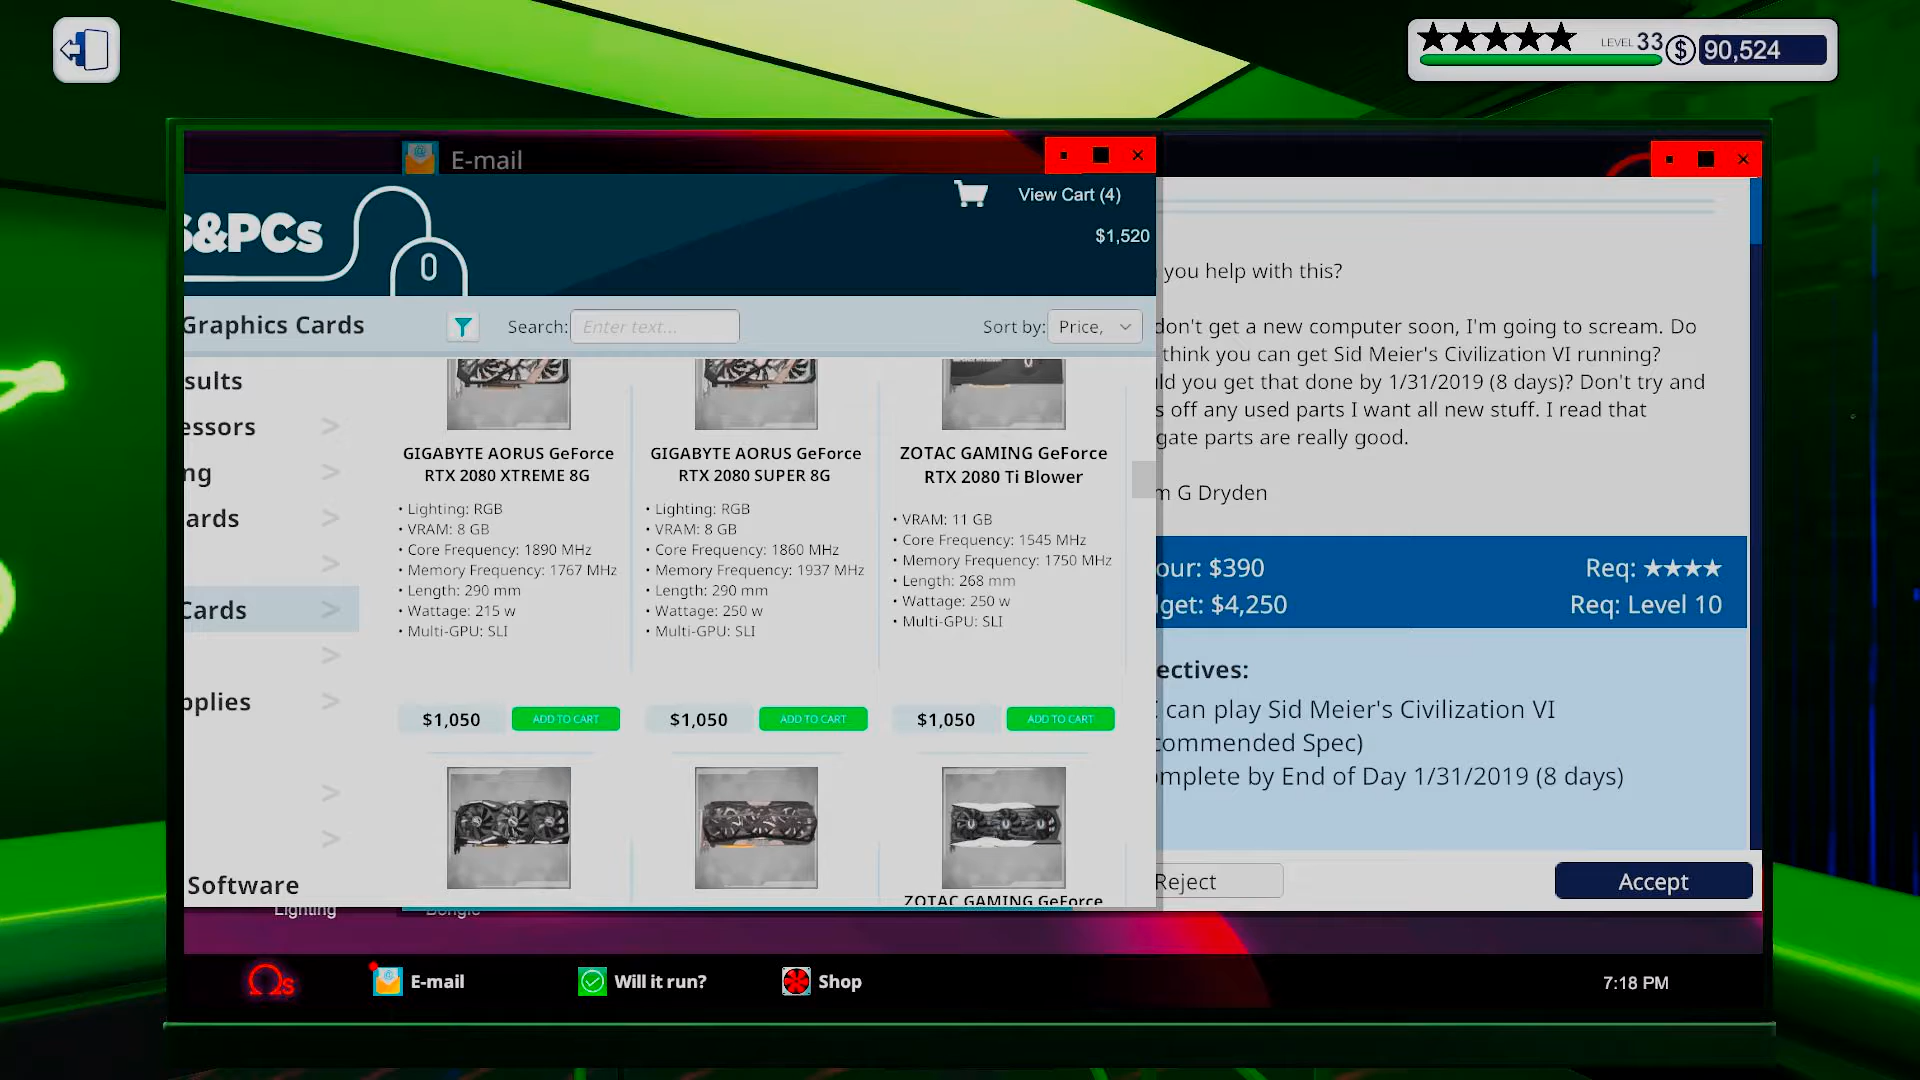 LEVEL 33
$ 90,524
E-mail
&PCs
View Cart (4)
$1,520
Graphics Cards
Search: Enter text...
Sort by: Price,
sults
essors
ng
ards
Cards
pplies
Software
GIGABYTE AORUS GeForce
RTX 2080 XTREME 8G
• Lighting: RGB
• VRAM: 8 GB
• Core Frequency: 1890 MHz
• Memory Frequency: 1767 MHz
• Length: 290 mm
• Wattage: 215 w
• Multi-GPU: SLI
$1,050
ADD TO CART
GIGABYTE AORUS GeForce
RTX 2080 SUPER 8G
• Lighting: RGB
• VRAM: 8 GB
• Core Frequency: 1860 MHz
• Memory Frequency: 1937 MHz
• Length: 290 mm
• Wattage: 250 w
• Multi-GPU: SLI
$1,050
ADD TO CART
ZOTAC GAMING GeForce
RTX 2080 Ti Blower
• VRAM: 11 GB
• Core Frequency: 1545 MHz
• Memory Frequency: 1750 MHz
• Length: 268 mm
• Wattage: 250 w
• Multi-GPU: SLI
$1,050
ADD TO CART
ZOTAC GAMING GeForce
you help with this?
don't get a new computer soon, I'm going to scream. Do
think you can get Sid Meier's Civilization VI running?
ld you get that done by 1/31/2019 (8 days)? Don't try and
s off any used parts I want all new stuff. I read that
gate parts are really good.
m G Dryden
our: $390
Req: ★★★★
get: $4,250
Req: Level 10
ectives:
can play Sid Meier's Civilization VI
commended Spec)
omplete by End of Day 1/31/2019 (8 days)
Reject
Accept
Lighting
Ωs
E-mail
Will it run?
Shop
7:18 PM